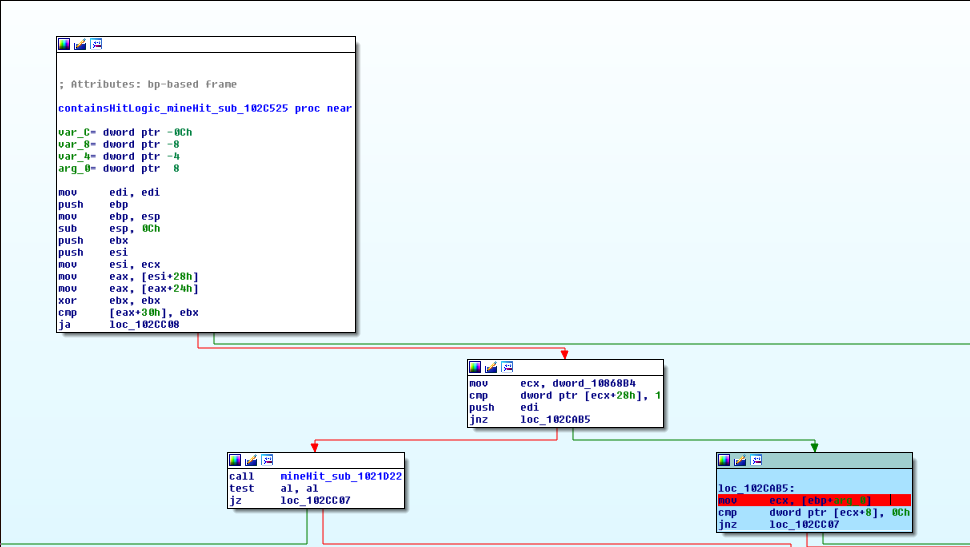 ; Attributes: bp-based frame
containsHitLogic_mineHit_sub_102C525 proc near
var_C= dword ptr -0Ch
var_8= dword ptr -8
var_4= dword ptr -4
arg_0= dword ptr  8
mov     edi, edi
push    ebp
mov     ebp, esp
sub     esp, 0Ch
push    ebx
push    esi
mov     esi, ecx
mov     eax, [esi+28h]
mov     eax, [eax+24h]
xor     ebx, ebx
cmp     [eax+30h], ebx
ja      loc_102CC08
mov     ecx, dword_10868B4
cmp     dword ptr [ecx+28h], 1
push    edi
jnz     loc_102CAB5
call    mineHit_sub_1021D22
test    al, al
jz      loc_102CC07
loc_102CAB5:
mov     ecx, [ebp+arg_0]
cmp     dword ptr [ecx+8], 0Ch
jnz     loc_102CC07